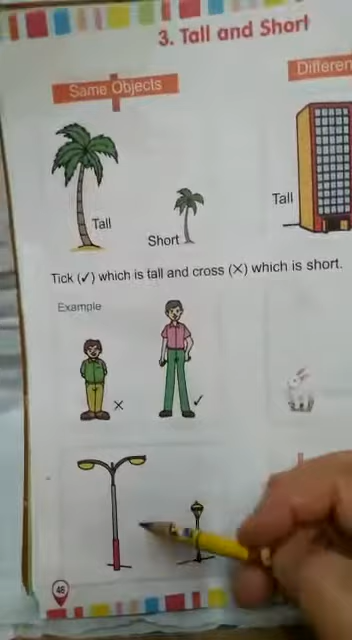 3. Tall and Short
Same Objects
Tall
Short
Tall
Tick (✓) which is tall and cross (✕) which is short.
Example
✕
✓
46